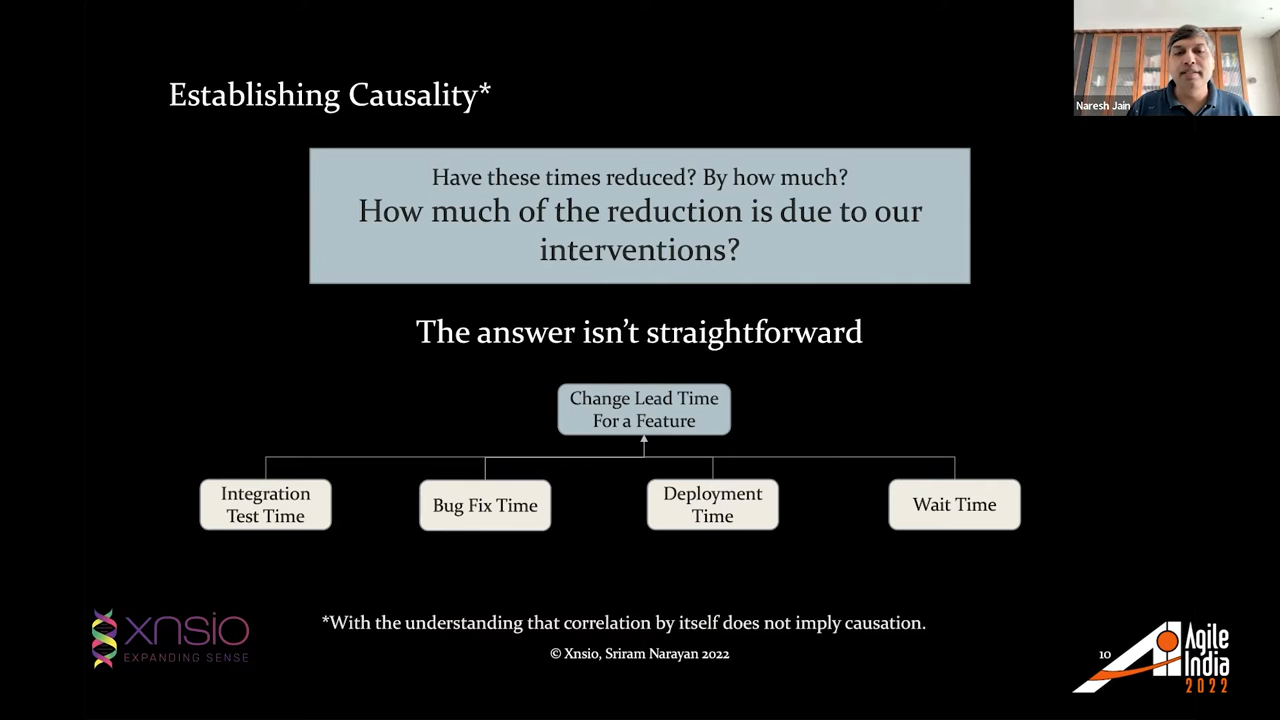 Establishing Causality*
Naresh Jain
Have these times reduced? By how much?
How much of the reduction is due to our
interventions?
The answer isn’t straightforward
Change Lead Time
For a Feature
Integration
Test Time
Bug Fix Time
Deployment
Time
Wait Time
xnsio
EXPANDING SENSE
*With the understanding that correlation by itself does not imply causation.
© Xnsio, Sriram Narayan 2022
10
Agile
India
2022